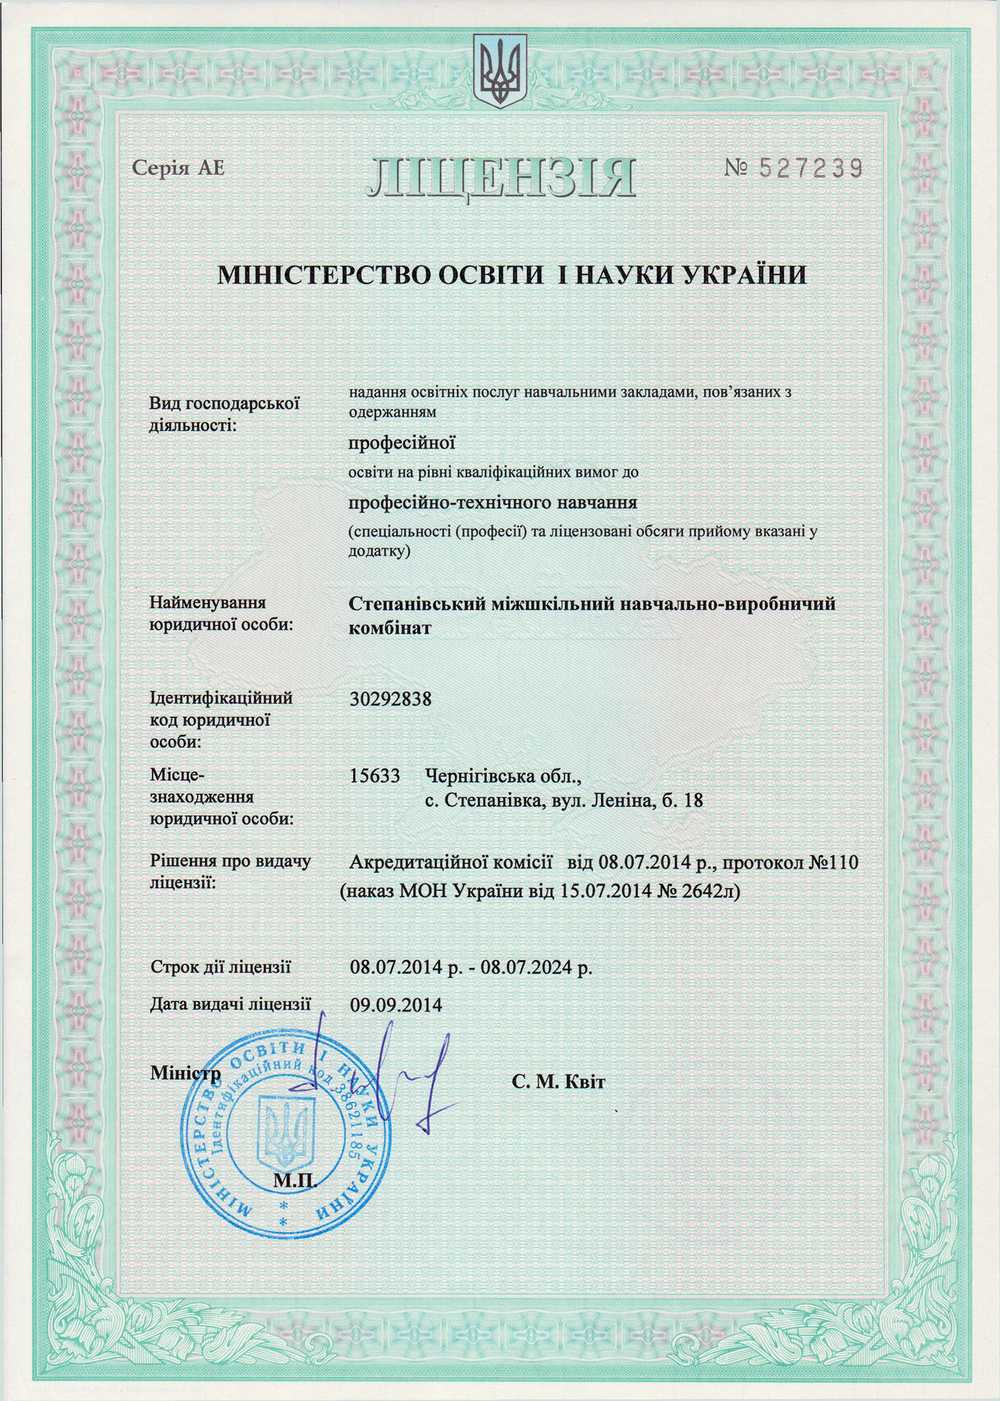 Серія АЕ
ЛІЦЕНЗІЯ
№ 527239
МІНІСТЕРСТВО ОСВІТИ І НАУКИ УКРАЇНИ
Вид господарської
діяльності:
надання освітніх послуг навчальними закладами, пов’язаних з
одержанням
професійної
освіти на рівні кваліфікаційних вимог до
професійно-технічного навчання
(спеціальності (професії) та ліцензовані обсяги прийому вказані у
додатку)
Найменування
юридичної особи:
Степанівський міжшкільний навчально-виробничий
комбінат
Ідентифікаційний
код юридичної
особи:
30292838
Місце-
знаходження
юридичної особи:
15633 Чернігівська обл.,
с. Степанівка, вул. Леніна, б. 18
Рішення про видачу
ліцензії:
Акредитаційної комісії від 08.07.2014 р., протокол №110
(наказ МОН України від 15.07.2014 № 2642л)
Строк дії ліцензії 08.07.2014 р. - 08.07.2024 р.
Дата видачі ліцензії 09.09.2014
Міністр
С. М. Квіт
МІНІСТЕРСТВО ОСВІТИ І НАУКИ УКРАЇНИ
Ідентифікаційний код 38621185
М.П.